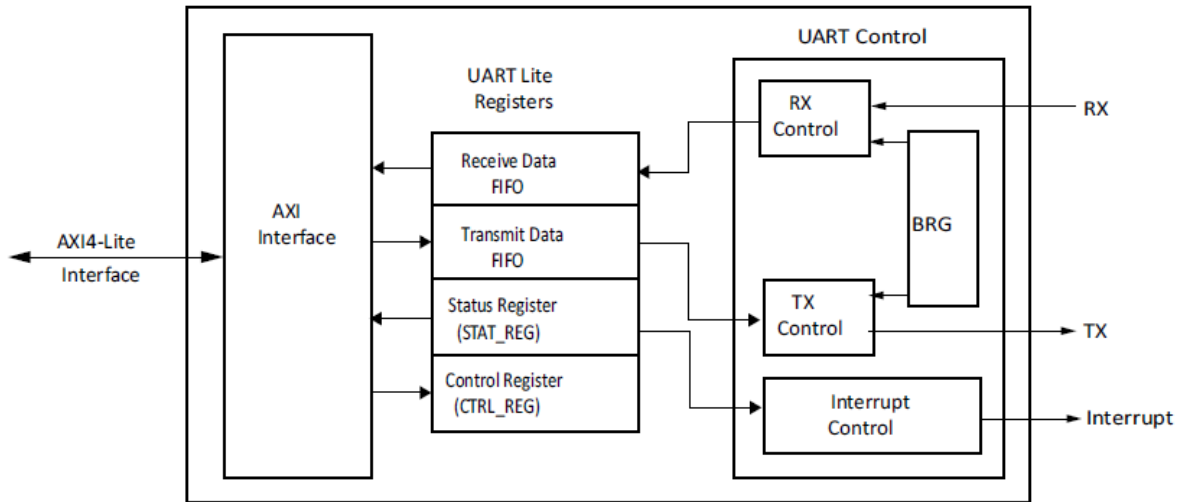 AXI4-Lite
Interface
AXI
Interface
UART Lite
Registers
Receive Data
FIFO
Transmit Data
FIFO
Status Register
(STAT_REG)
Control Register
(CTRL_REG)
UART Control
RX
Control
BRG
TX
Control
Interrupt
Control
RX
TX
Interrupt